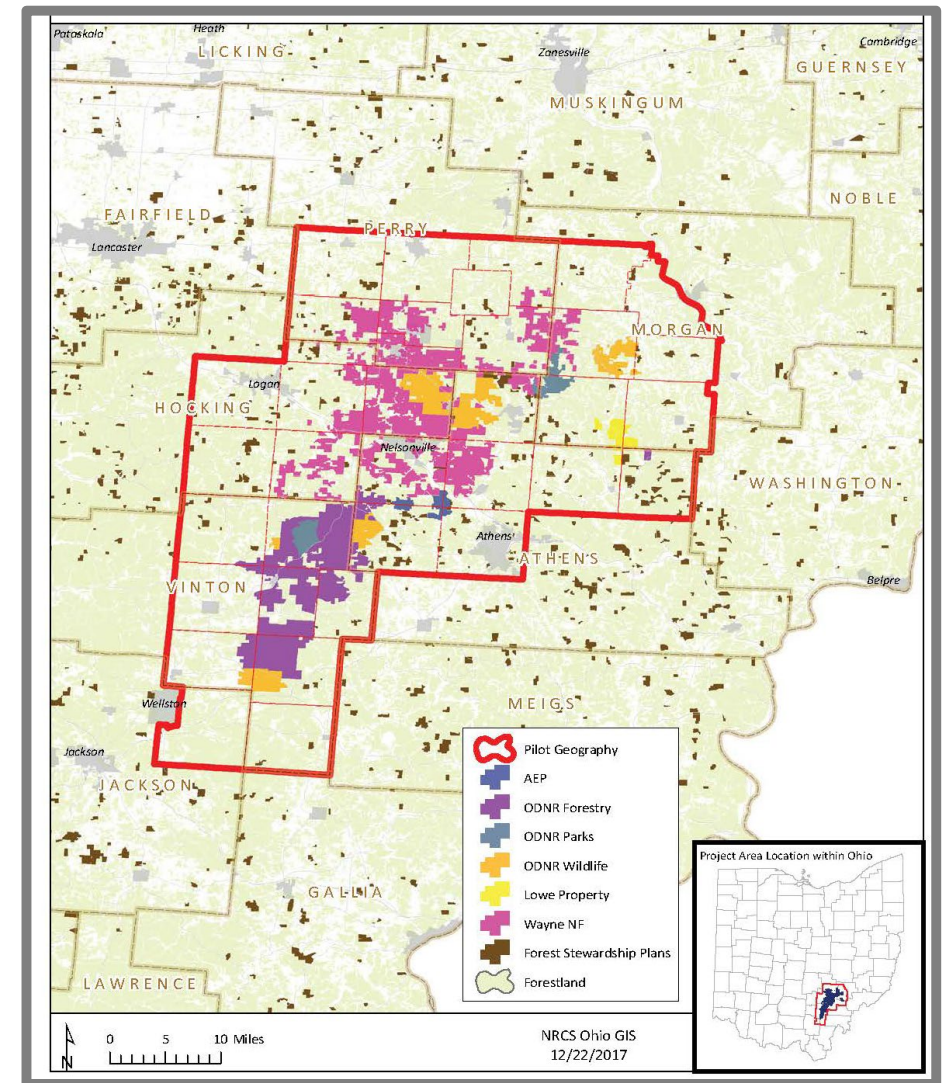 Pataskala
Heath
LICKING
Zanesville
Cambridge
GUERNSEY
MUSKINGUM
NOBLE
FAIRFIELD
PERRY
Lancaster
MORGAN
Logan
HOCKING
Nelsonville
WASHINGTON
Athens
ATHENS
Belpre
VINTON
Wellston
MEIGS
Jackson
JACKSON
GALLIA
LAWRENCE
Pilot Geography
AEP
ODNR Forestry
ODNR Parks
ODNR Wildlife
Lowe Property
Wayne NF
Forest Stewardship Plans
Forestland
Project Area Location within Ohio
N
0 5 10 Miles
NRCS Ohio GIS
12/22/2017